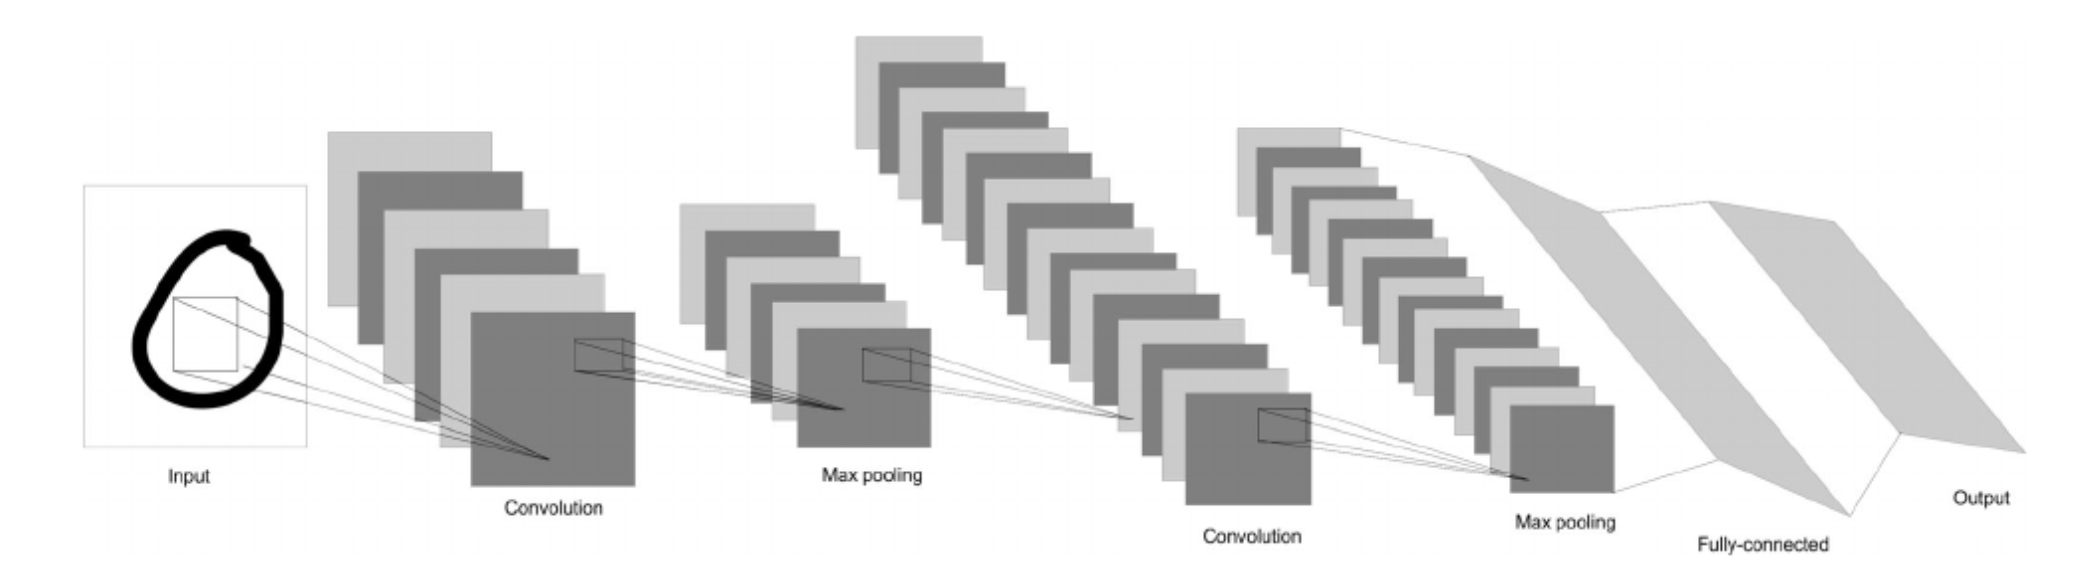 Input
Convolution
Max pooling
Convolution
Max pooling
Fully-connected
Output